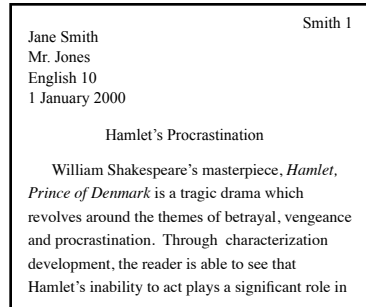 Smith 1
Jane Smith
Mr. Jones
English 10
1 January 2000
Hamlet’s Procrastination
William Shakespeare’s masterpiece, Hamlet,
Prince of Denmark is a tragic drama which
revolves around the themes of betrayal, vengeance
and procrastination.  Through  characterization
development, the reader is able to see that
Hamlet’s inability to act plays a significant role in